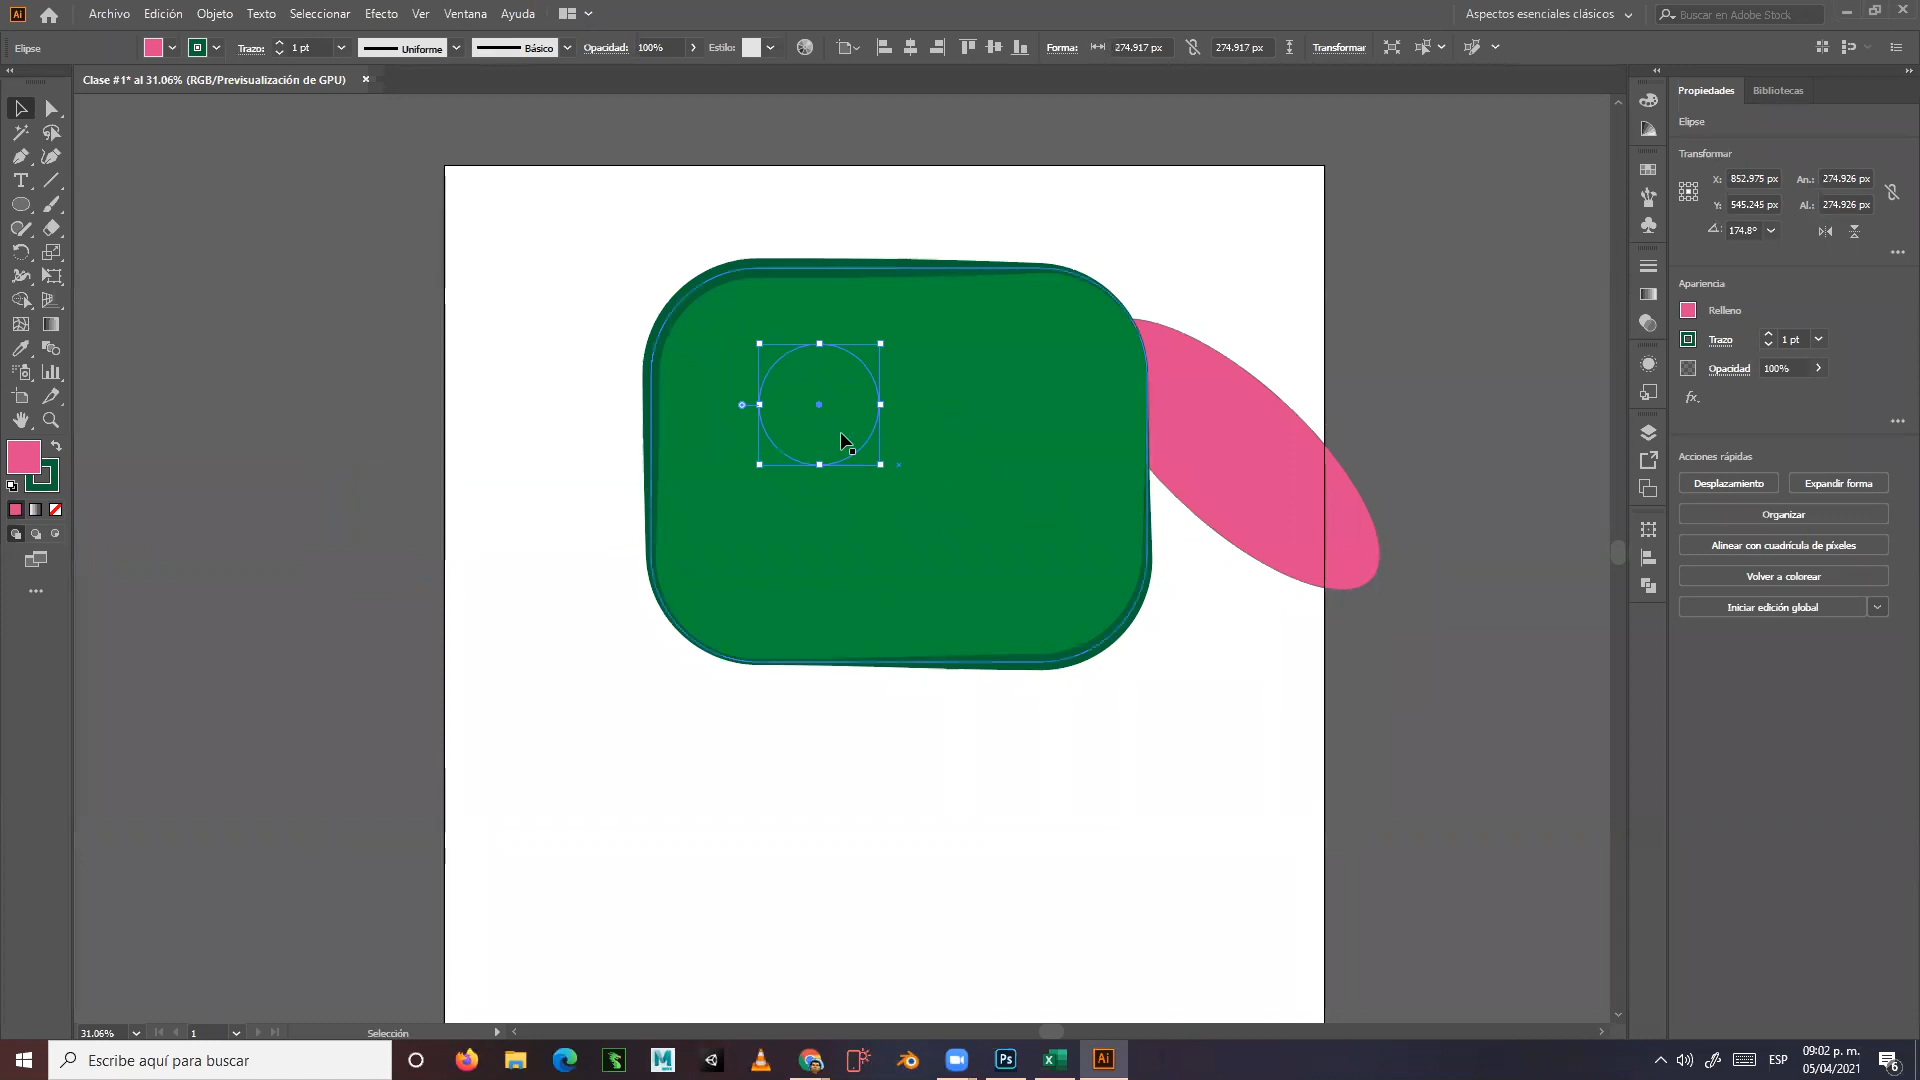 Ai Archivo Edición Objeto Texto Seleccionar Efecto Ver Ventana Ayuda Aspectos esenciales clásicos Buscar en Adobe Stock
Elipse Trazo: 1 pt Uniforme Básico Opacidad: 100% Estilo: Forma: 274.917 px 274.917 px Transformar
Clase #1* al 31.06% (RGB/Previsualización de GPU) ×
Propiedades Bibliotecas
Elipse
Transformar
X: 852.975 px An.: 274.926 px
Y: 545.245 px Al.: 274.926 px
174.8°
Apariencia
Relleno
Trazo 1 pt
Opacidad 100%
fx.
Acciones rápidas
Desplazamiento Expandir forma
Organizar
Alinear con cuadrícula de píxeles
Volver a colorear
Iniciar edición global
31.06% 1 Selección
Escribe aquí para buscar
M Ps Ai
ESP
09:02 p. m.
05/04/2021
6